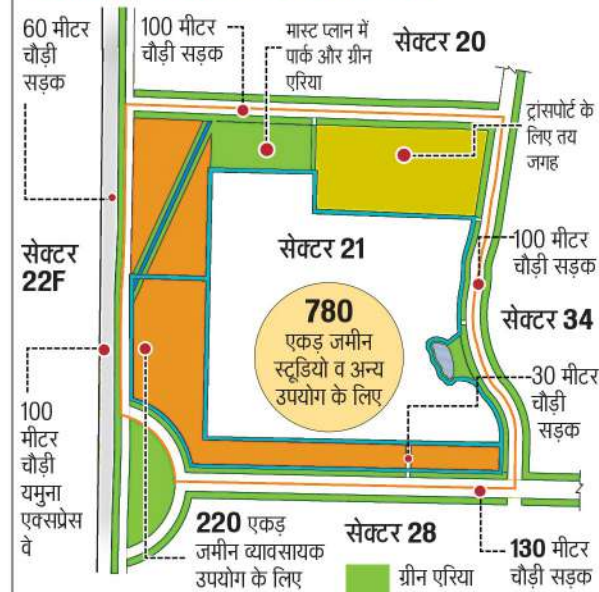 60 मीटर
चौड़ी
सड़क
100 मीटर
चौड़ी सड़क
मास्ट प्लान में
पार्क और ग्रीन
एरिया
सेक्टर 20
ट्रांसपोर्ट के
लिए तय
जगह
सेक्टर
22F
सेक्टर 21
100 मीटर
चौड़ी सड़क
780
एकड़ जमीन
स्टूडियो व अन्य
उपयोग के लिए
सेक्टर 34
30 मीटर
चौड़ी
सड़क
100
मीटर
चौड़ी
यमुना
एक्सप्रेस
वे
220 एकड़
जमीन व्यावसायक
उपयोग के लिए
सेक्टर 28
ग्रीन एरिया
130 मीटर
चौड़ी सड़क